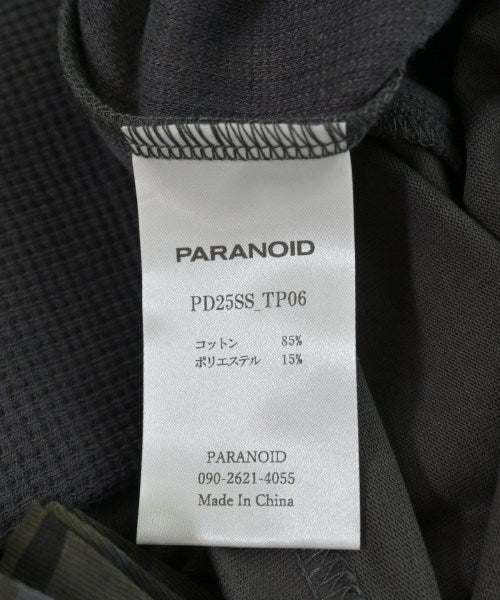 PARANOID
PD25SS_TP06
コットン 85%
ポリエステル 15%
PARANOID
090-2621-4055
Made In China